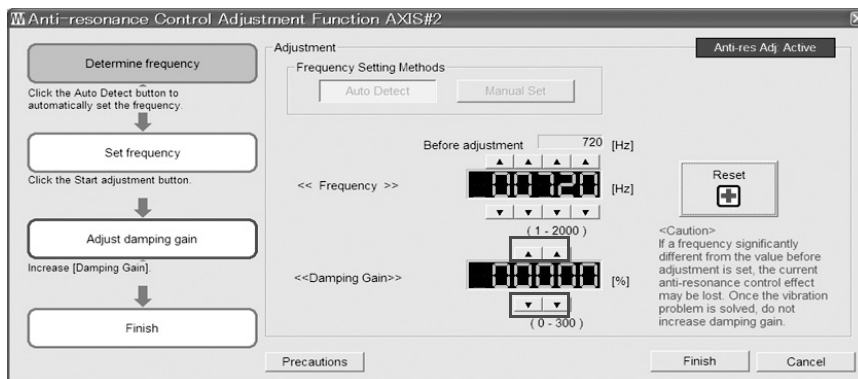 Anti-resonance Control Adjustment Function AXIS#2
Determine frequency
Click the Auto Detect button to
automatically set the frequency.
Set frequency
Click the Start adjustment button.
Adjust damping gain
Increase [Damping Gain].
Finish
Adjustment
Anti-res Adj: Active
Frequency Setting Methods
Auto Detect
Manual Set
Before adjustment 720 [Hz]
<< Frequency >> 00720 [Hz]
( 1 - 2000 )
<<Damping Gain>> 00000 [%]
( 0 - 300 )
Reset
<Caution>
If a frequency significantly
different from the value before
adjustment is set, the current
anti-resonance control effect
may be lost. Once the vibration
problem is solved, do not
increase damping gain.
Precautions
Finish
Cancel